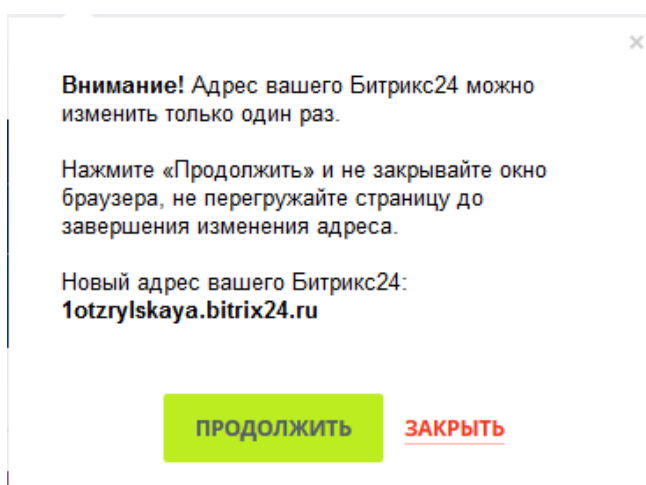 Внимание! Адрес вашего Битрикс24 можно
изменить только один раз.
Нажмите «Продолжить» и не закрывайте окно
браузера, не перегружайте страницу до
завершения изменения адреса.
Новый адрес вашего Битрикс24:
1otzrylskaya.bitrix24.ru
ПРОДОЛЖИТЬ ЗАКРЫТЬ